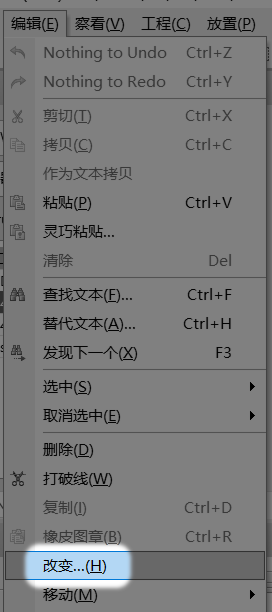 编辑(E) 察看(V) 工程(C) 放置(P)
Nothing to Undo Ctrl+Z
Nothing to Redo Ctrl+Y
剪切(T) Ctrl+X
拷贝(C) Ctrl+C
作为文本拷贝
粘贴(P) Ctrl+V
灵巧粘贴...
清除 Del
查找文本(F)... Ctrl+F
替代文本(A)... Ctrl+H
发现下一个(X) F3
选中(S)
取消选中(E)
删除(D)
打破线(W)
复制(I) Ctrl+D
橡皮图章(B) Ctrl+R
改变...(H)
移动(M)